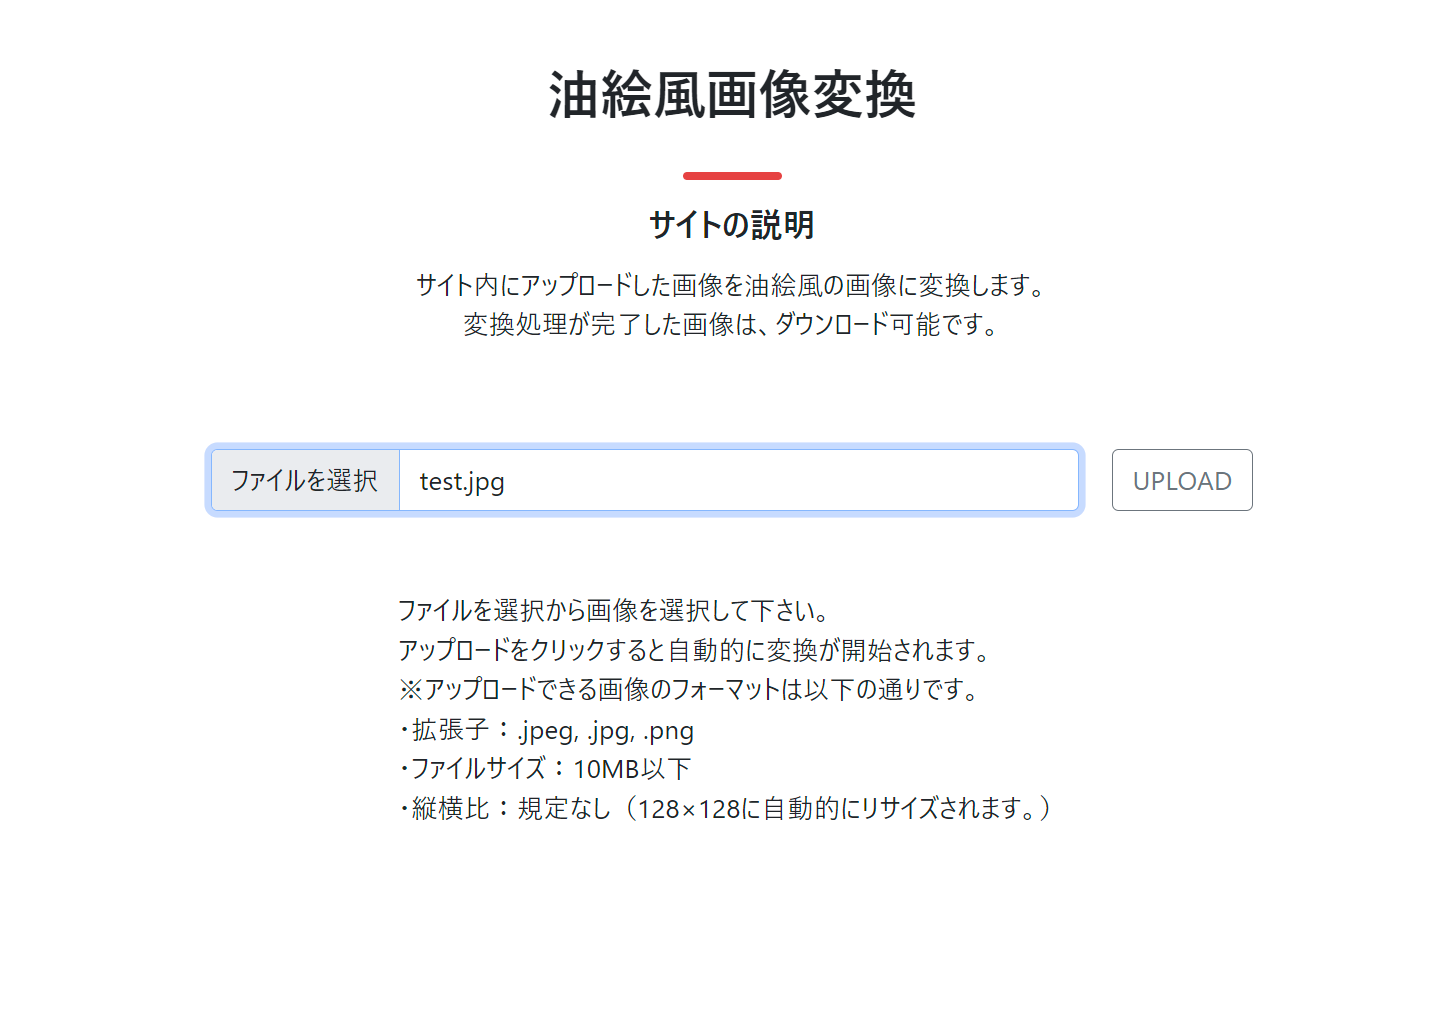 油絵風画像変換
サイトの説明
サイト内にアップロードした画像を油絵風の画像に変換します。
変換処理が完了した画像は、ダウンロード可能です。
ファイルを選択 test.jpg UPLOAD
ファイルを選択から画像を選択して下さい。
アップロードをクリックすると自動的に変換が開始されます。
※アップロードできる画像のフォーマットは以下の通りです。
・拡張子：.jpeg, .jpg, .png
・ファイルサイズ：10MB以下
・縦横比：規定なし（128×128に自動的にリサイズされます。）